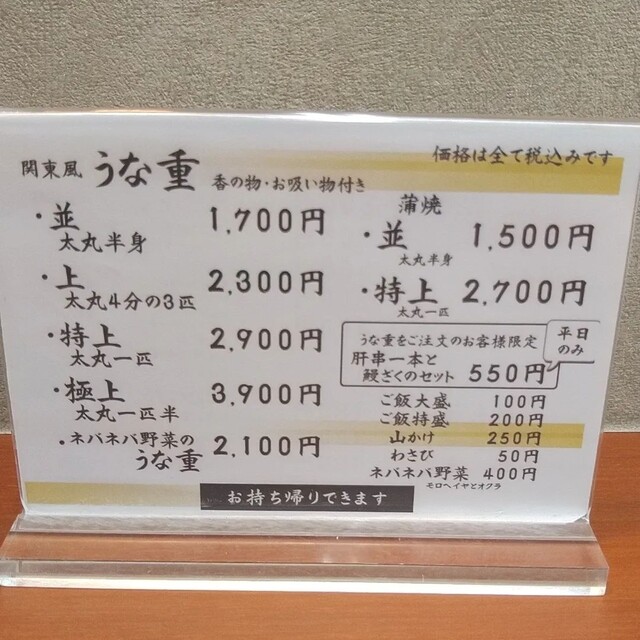 価格は全て税込みです
関東風 うな重 香の物・お吸い物付き
・並 1,700円
太丸半身
・上 2,300円
太丸4分の3匹
・特上 2,900円
太丸一匹
・極上 3,900円
太丸一匹半
・ネバネバ野菜の
うな重 2,100円
蒲焼
・並 1,500円
太丸半身
・特上 2,700円
太丸一匹
うな重をご注文のお客様限定
肝串一本と
鰻ざくのセット 550円
平日
のみ
ご飯大盛 100円
ご飯特盛 200円
山かけ 250円
わさび 50円
ネバネバ野菜 400円
モロヘイヤとオクラ
お持ち帰りできます